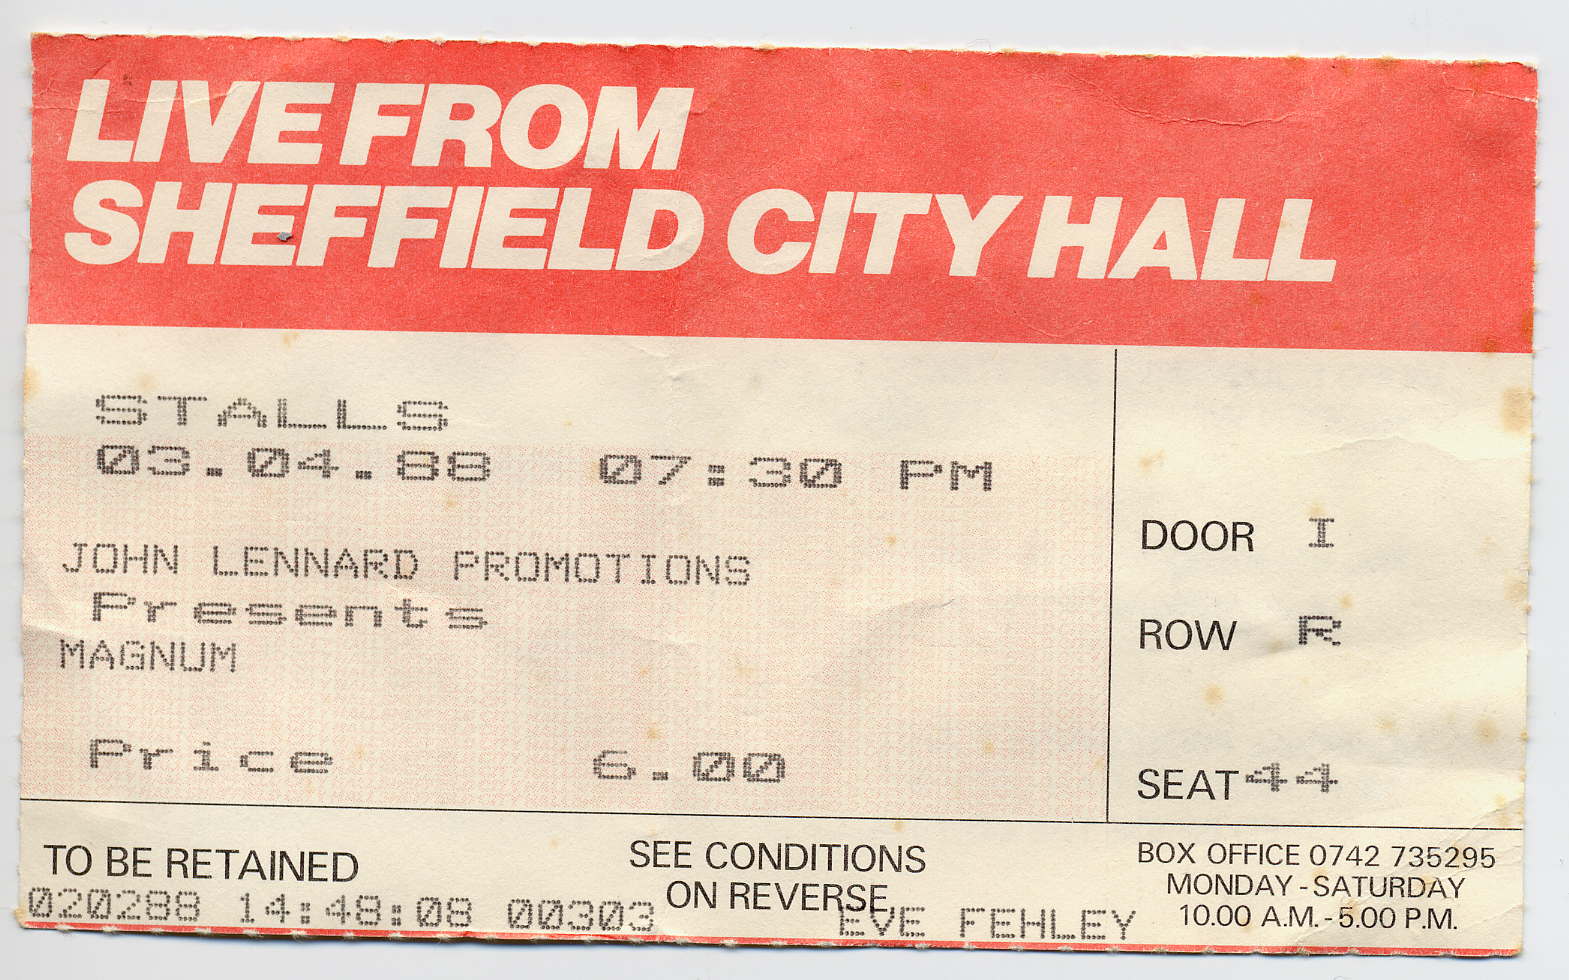 LIVE FROM
SHEFFIELD CITY HALL
STALLS
03.04.88 07:30 PM
JOHN LENNARD PROMOTIONS
Presents
MAGNUM
Price 6.00
DOOR I
ROW R
SEAT 44
TO BE RETAINED
SEE CONDITIONS
ON REVERSE
BOX OFFICE 0742 735295
MONDAY - SATURDAY
10.00 A.M. - 5.00 P.M.
020288 14:48:08 00303 EVE FEHLEY